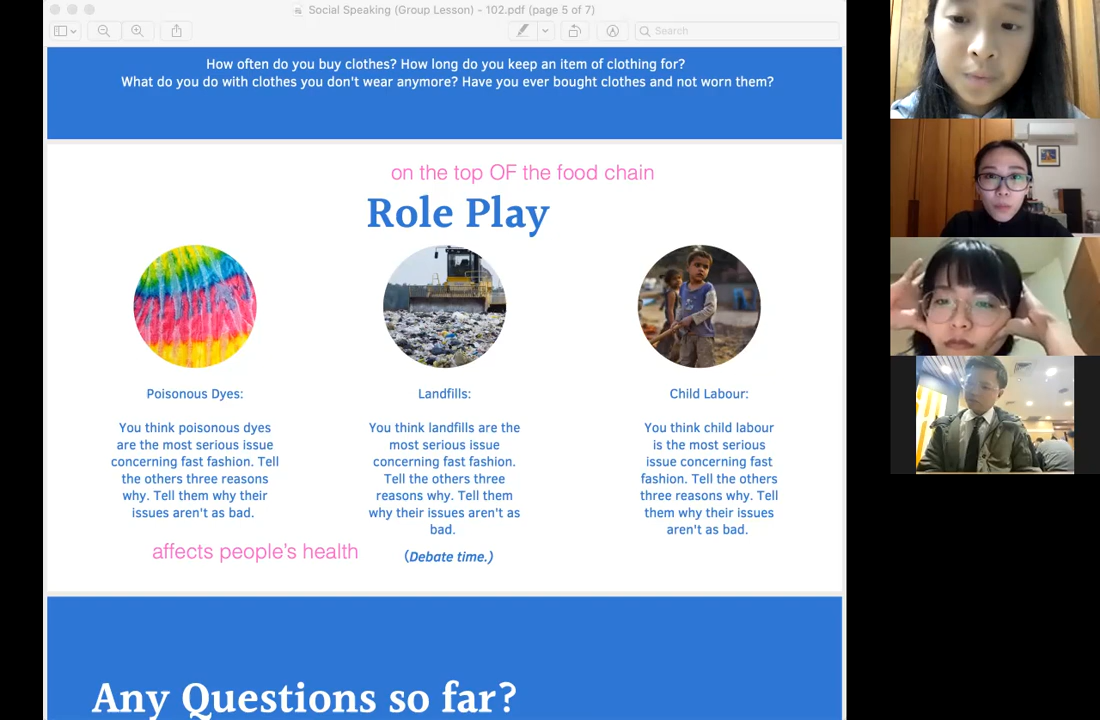 Social Speaking (Group Lesson) - 102.pdf (page 5 of 7)
Search
How often do you buy clothes? How long do you keep an item of clothing for?
What do you do with clothes you don't wear anymore? Have you ever bought clothes and not worn them?
on the top OF the food chain
Role Play
Poisonous Dyes:
You think poisonous dyes
are the most serious issue
concerning fast fashion. Tell
the others three reasons
why. Tell them why their
issues aren't as bad.
Landfills:
You think landfills are the
most serious issue
concerning fast fashion.
Tell the others three
reasons why. Tell them
why their issues aren't as
bad.
Child Labour:
You think child labour
is the most serious
issue concerning fast
fashion. Tell the others
three reasons why. Tell
them why their issues
aren't as bad.
affects people's health
(Debate time.)
Any Questions so far?